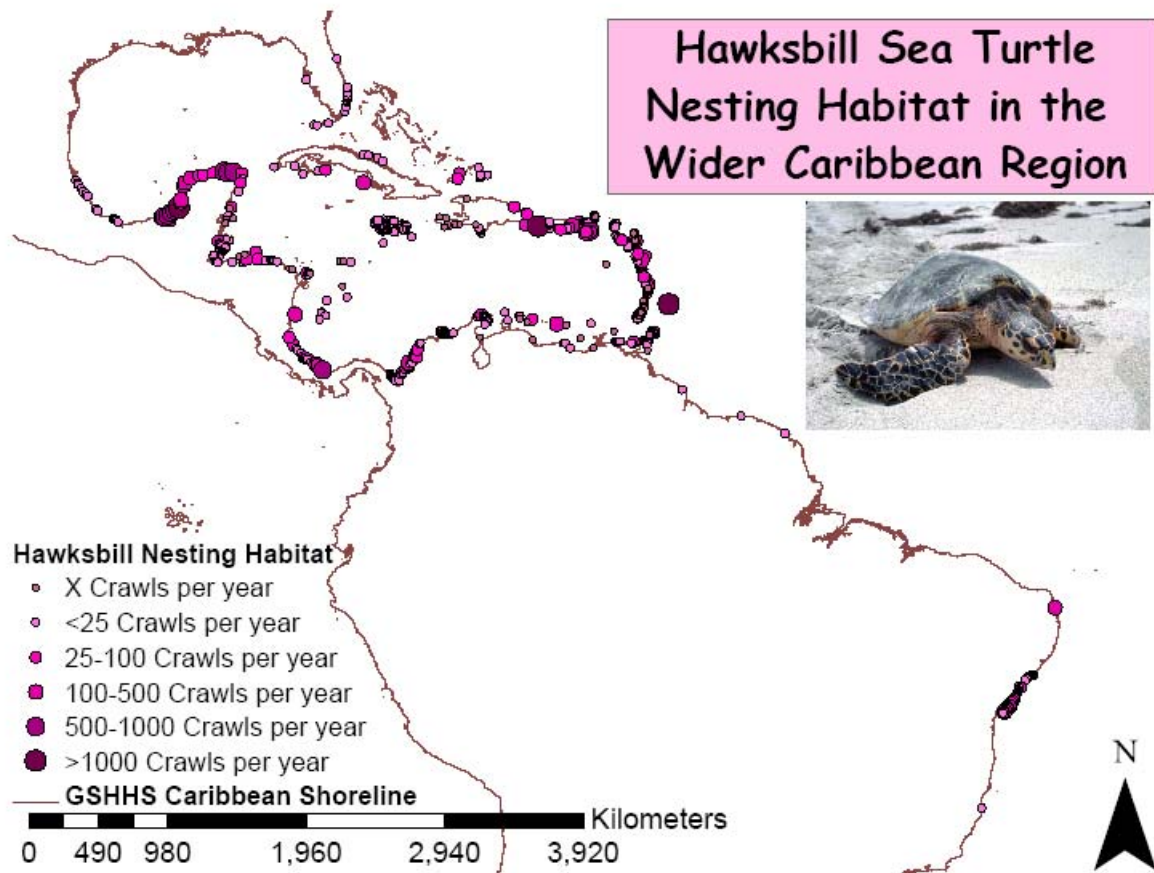 Hawksbill Sea Turtle
Nesting Habitat in the
Wider Caribbean Region
Hawksbill Nesting Habitat
X Crawls per year
<25 Crawls per year
25-100 Crawls per year
100-500 Crawls per year
500-1000 Crawls per year
>1000 Crawls per year
GSHHS Caribbean Shoreline
Kilometers
0 490 980 1,960 2,940 3,920
N